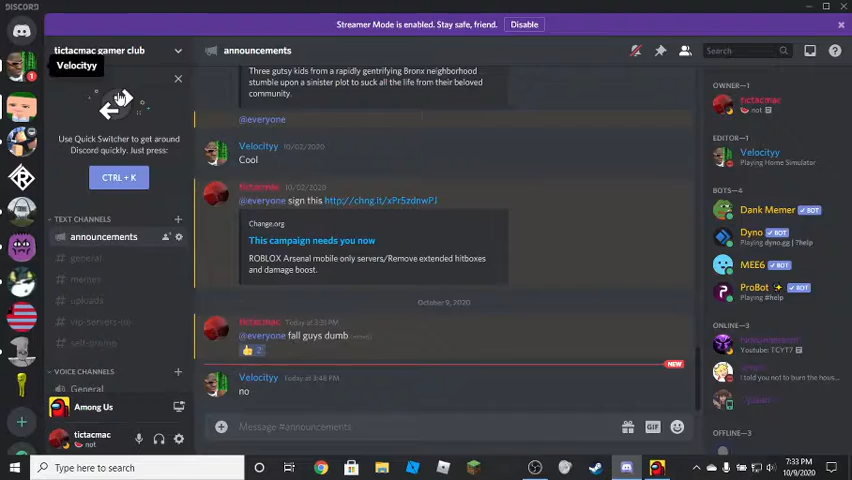 DISCORD
Streamer Mode is enabled. Stay safe, friend.
Disable
tictacmac gamer club
announcements
Search
Velocityy
1
Use Quick Switcher to get around
Discord quickly. Just press:
CTRL + K
TEXT CHANNELS
announcements
general
memes
uploads
vip-servers-ini
self-promo
VOICE CHANNELS
General
Among Us
tictacmac
not
Three gutsy kids from a rapidly gentrifying Bronx neighborhood
stumble upon a sinister plot to suck all the life from their beloved
community.
@everyone
Velocityy 10/02/2020
Cool
tictacmac 10/02/2020
@everyone sign this http://chng.it/xPr5zdnwPJ
Change.org
This campaign needs you now
ROBLOX Arsenal mobile only servers/Remove extended hitboxes
and damage boost.
October 9, 2020
tictacmac Today at 3:20 PM
@everyone fall guys dumb (edited)
2
NEW
Velocityy Today at 3:48 PM
no
Message #announcements
GIF
OWNER—1
tictacmac
not
EDITOR—1
Velocityy
Playing Home Simulator
BOTS—4
Dank Memer BOT
Dyno BOT
Playing dyno.gg | ?help
MEE6 BOT
ProBot BOT
Playing #help
ONLINE—3
Youtube: TCYT7
I told you not to burn the hous...
OFFLINE—3
Type here to search
7:33 PM
10/9/2020